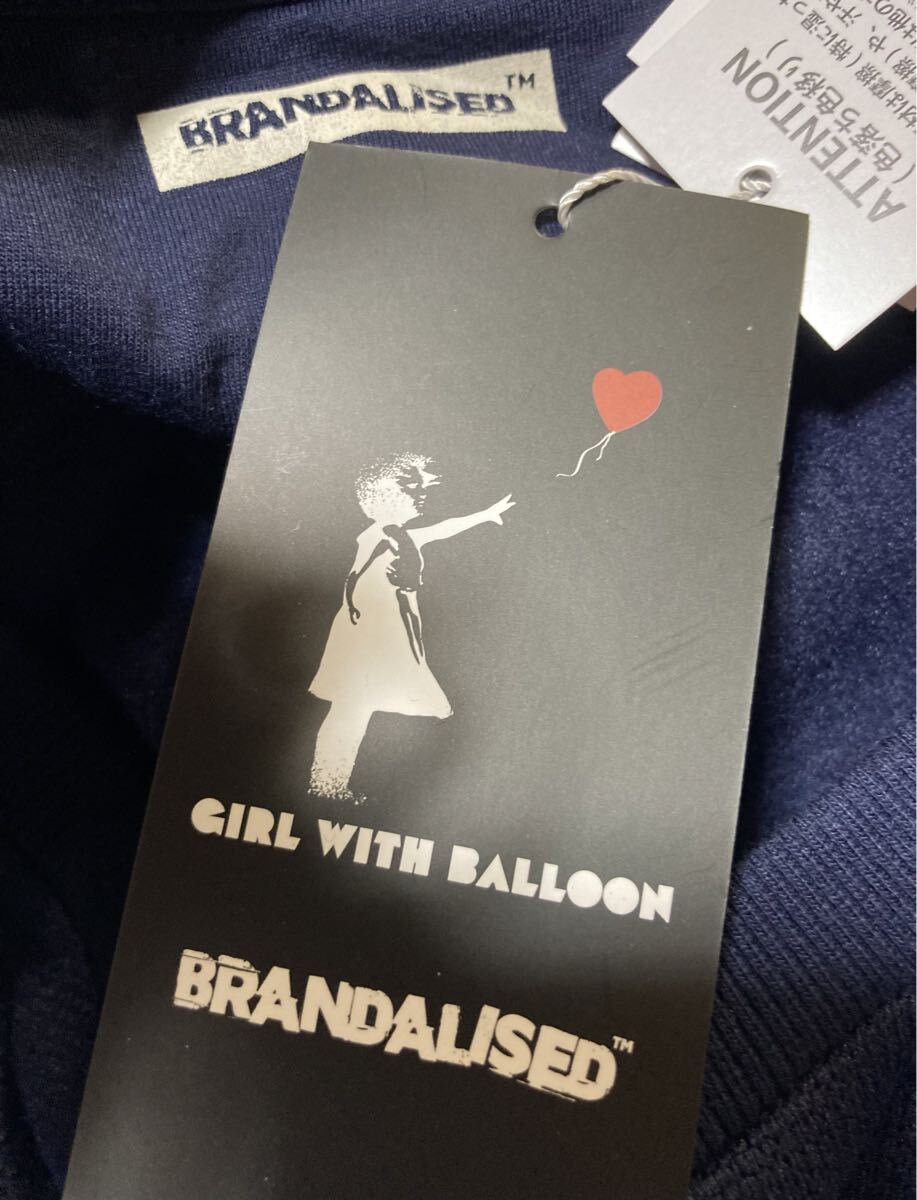 BRANDALISED™
ATTENTION
色落ち色移り
GIRL WITH BALLOON
BRANDALISED™